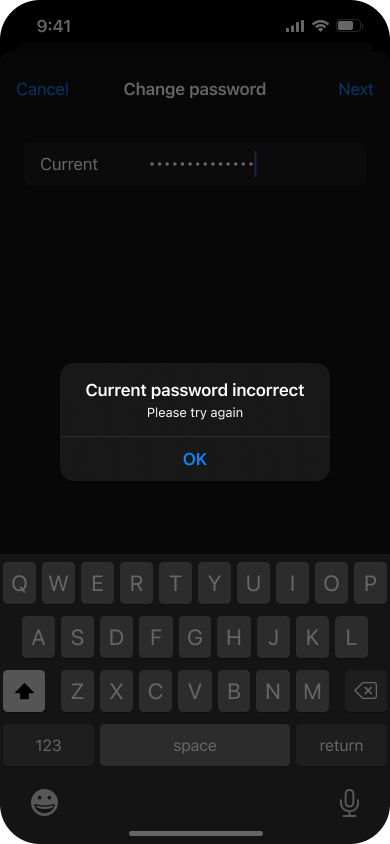 9:41
Cancel Change password Next
Current ••••••••••••••
Current password incorrect
Please try again
OK
Q W E R T Y U I O P
A S D F G H J K L
Z X C V B N M
123 space return